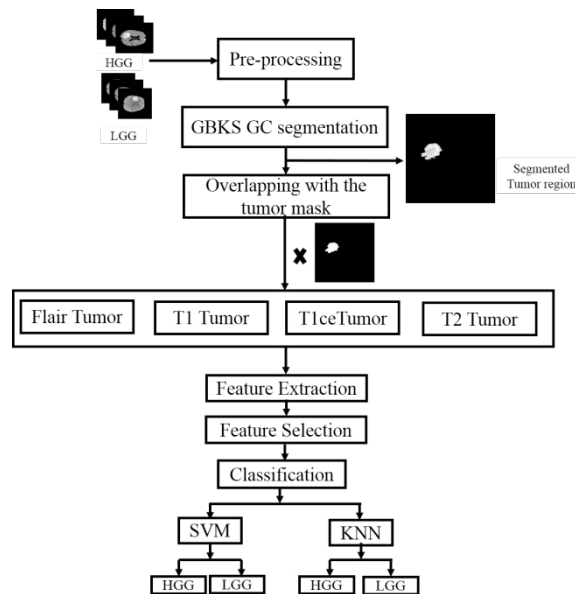 HGG
Pre-processing
LGG
GBKS GC segmentation
Segmented
Tumor region
Overlapping with the
tumor mask
Flair Tumor
T1 Tumor
T1ceTumor
T2 Tumor
Feature Extraction
Feature Selection
Classification
SVM
KNN
HGG
LGG
HGG
LGG